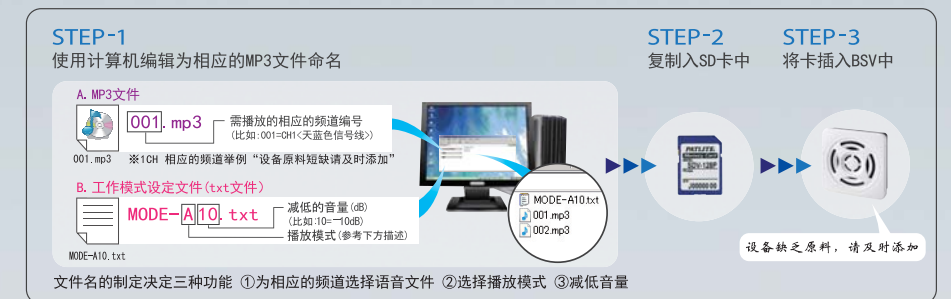 STEP-1
使用计算机编辑为相应的MP3文件命名
A. MP3文件
001.mp3
需播放的相应的频道编号
(比如:001=CH1<天蓝色信号线>)
001.mp3
※1CH 相应的频道举例“设备原料短缺请及时添加”
B. 工作模式设定文件(txt文件)
MODE-A10.txt
减低的音量(dB)
(比如:10=-10dB)
播放模式(参考下方描述)
MODE-A10.txt
MODE-A10.txt
001.mp3
002.mp3
STEP-2
复制入SD卡中
PATLITE
Memory Card
SDV-128P
STEP-3
将卡插入BSV中
设备缺乏原料，请及时添加
文件名的制定决定三种功能 ①为相应的频道选择语音文件 ②选择播放模式 ③减低音量